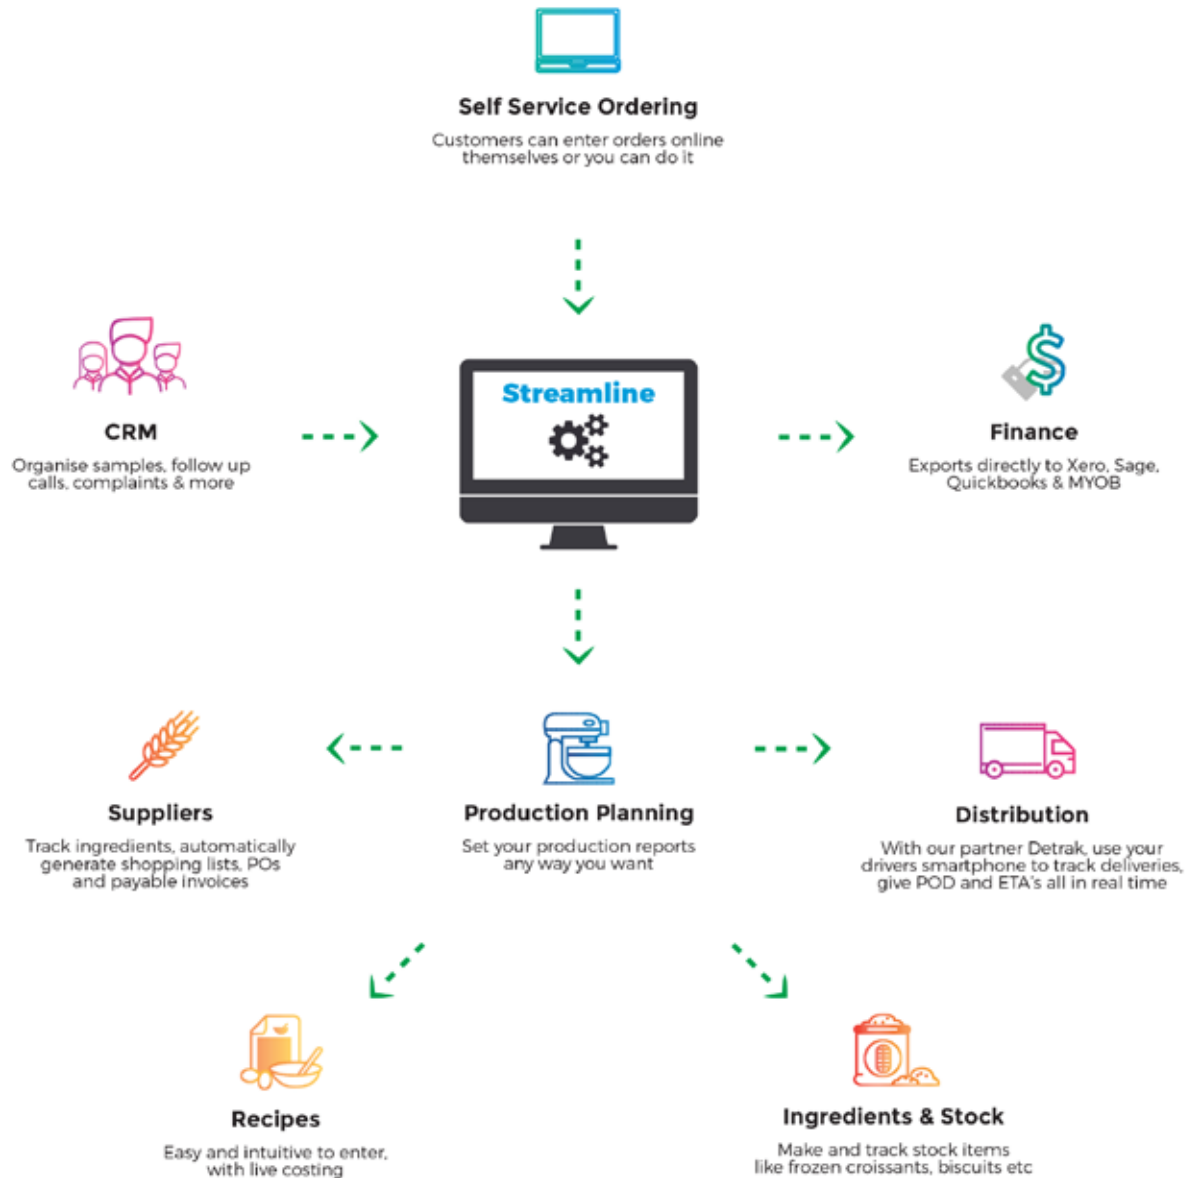 Self Service Ordering
Customers can enter orders online
themselves or you can do it
Streamline
CRM
Organise samples, follow up
calls, complaints & more
Finance
Exports directly to Xero, Sage,
Quickbooks & MYOB
Suppliers
Track ingredients, automatically
generate shopping lists, POs
and payable invoices
Production Planning
Set your production reports
any way you want
Distribution
With our partner Detrak, use your
drivers smartphone to track deliveries,
give POD and ETA's all in real time
Recipes
Easy and intuitive to enter,
with live costing
Ingredients & Stock
Make and track stock items
like frozen croissants, biscuits etc